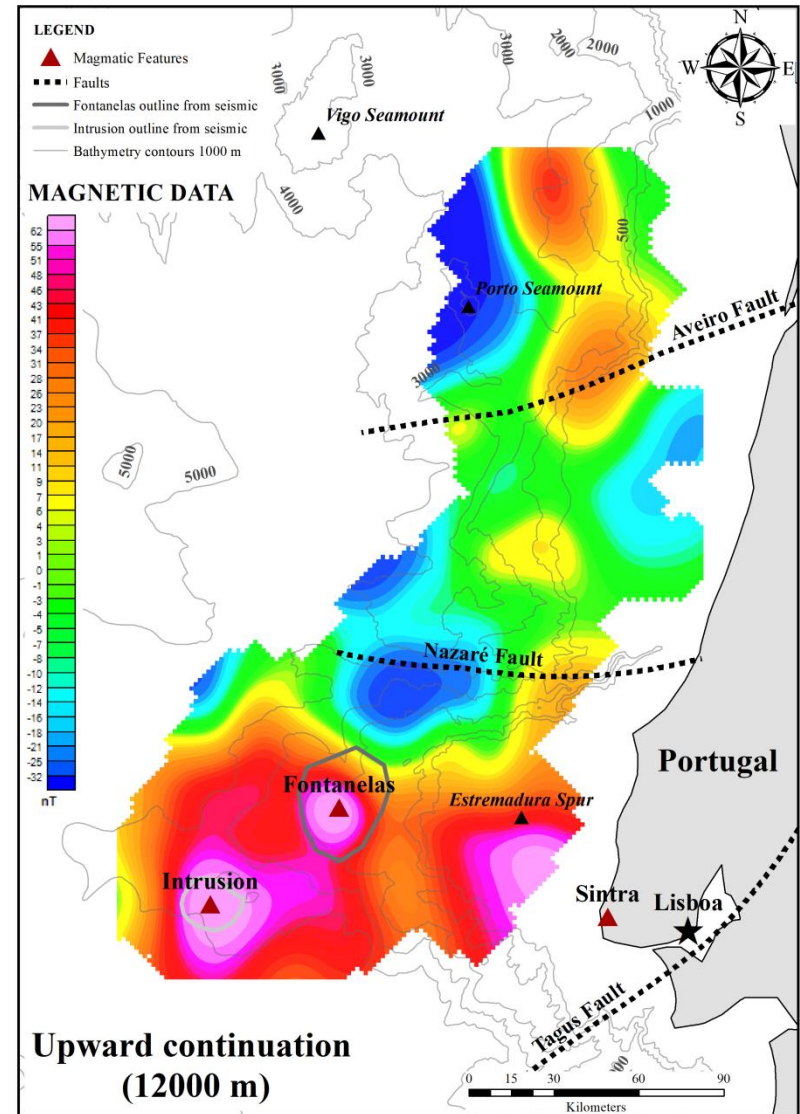 LEGEND
Magmatic Features
Faults
Fontanelas outline from seismic
Intrusion outline from seismic
Bathymetry contours 1000 m
N
W E
S
3000
3000
3000
2000
2000
1000
Vigo Seamount
4000
MAGNETIC DATA
500
62
55
51
48
46
43
41
37
34
31
28
26
23
20
17
14
11
9
7
6
4
3
1
0
-1
-3
-4
-5
-7
-8
-10
-12
-14
-16
-18
-21
-25
-32
nT
Porto Seamount
Aveiro Fault
3000
5000
5000
Nazaré Fault
Portugal
Fontanelas
Estremadura Spur
Intrusion
Sintra
Lisboa
Tagus Fault
Upward continuation
(12000 m)
0 15 30 60 90
Kilometers